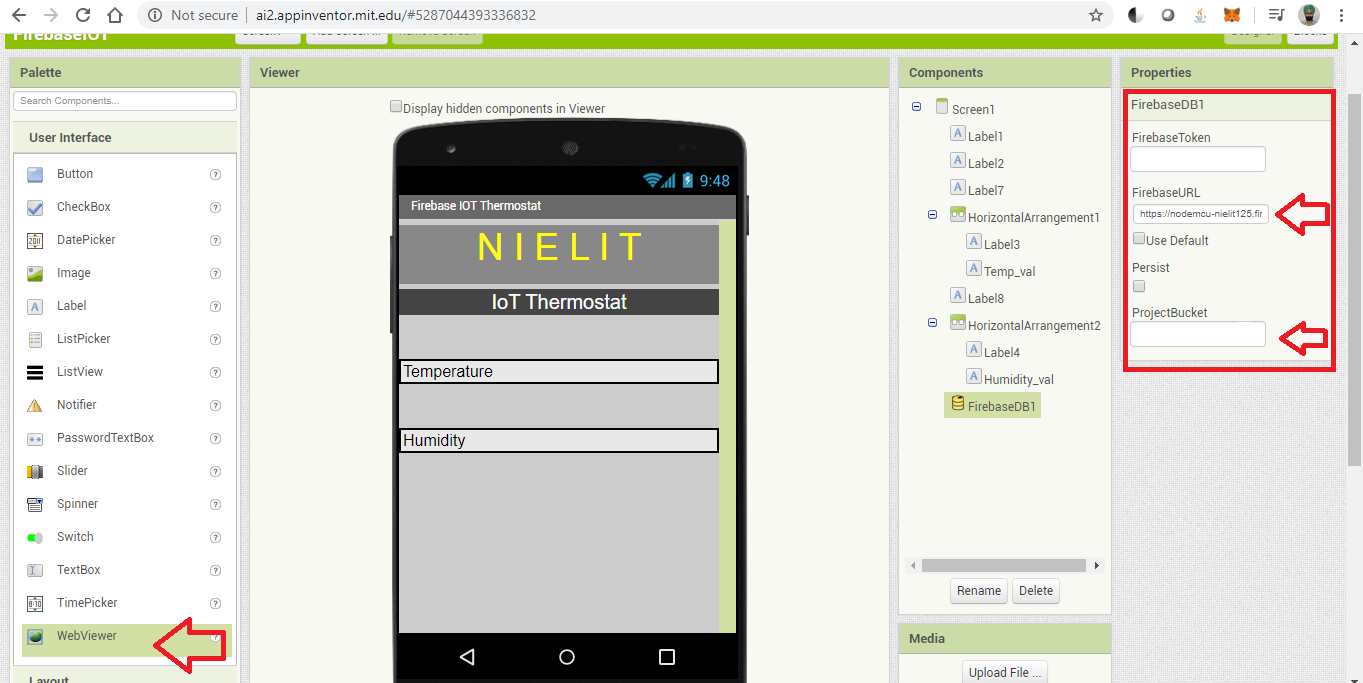 Not secure
ai2.appinventor.mit.edu/#5287044393336832
FirebaseIOT
Palette
Search Components...
User Interface
Button
?
CheckBox
?
DatePicker
?
Image
?
Label
?
ListPicker
?
ListView
?
Notifier
?
PasswordTextBox
?
Slider
?
Spinner
?
Switch
?
TextBox
?
TimePicker
?
WebViewer
?
Layout
Viewer
Display hidden components in Viewer
9:48
Firebase IOT Thermostat
N I E L I T
IoT Thermostat
Temperature
Humidity
Components
Screen1
Label1
Label2
Label7
HorizontalArrangement1
Label3
Temp_val
Label8
HorizontalArrangement2
Label4
Humidity_val
FirebaseDB1
Rename
Delete
Media
Upload File ...
Properties
FirebaseDB1
FirebaseToken
FirebaseURL
https://nodemcu-nielit125.fir
Use Default
Persist
ProjectBucket